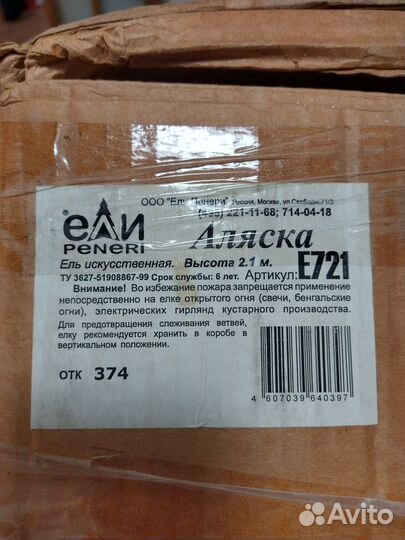 ООО "Ели Пенери" Россия, Москва, ул Свободы,
221-11-68; 714-04-18
ели
PENERI
Аляска
Ель искусственная. Высота 2.1 м.
ТУ 3627-51908867-99 Срок службы: 6 лет. Артикул: E721
Внимание! Во избежание пожара запрещается применение
непосредственно на елке открытого огня (свечи, бенгальские
огни), электрических гирлянд кустарного производства.
Для предотвращения слеживания ветвей,
елку рекомендуется хранить в коробе в
вертикальном положении.
ОТК 374
4 607039 640397
Avito